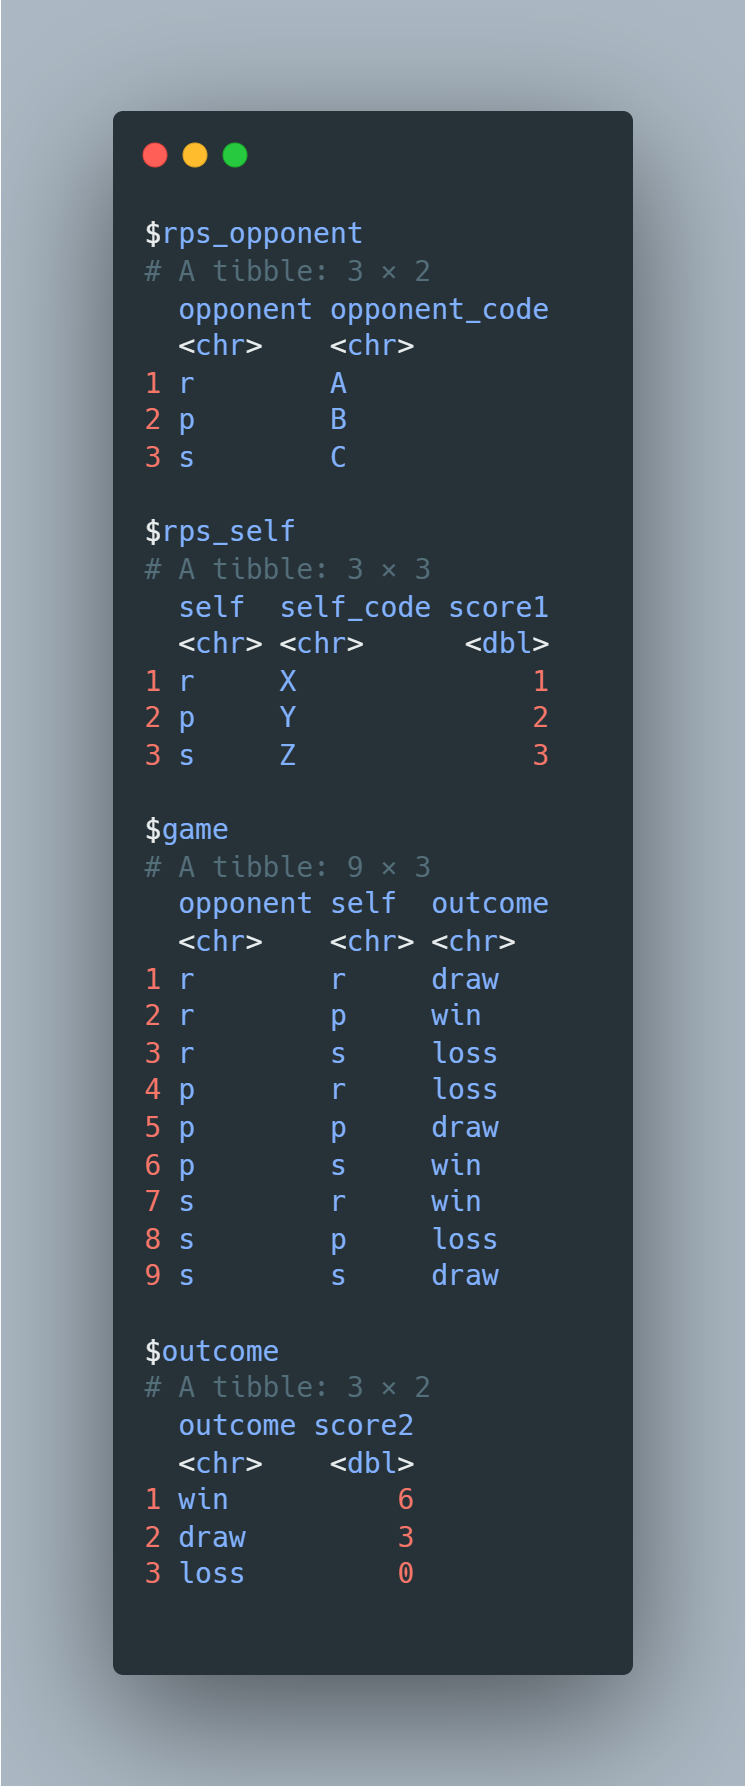 $rps_opponent
# A tibble: 3 × 2
  opponent opponent_code
  <chr>    <chr>
1 r        A
2 p        B
3 s        C

$rps_self
# A tibble: 3 × 3
  self  self_code score1
  <chr> <chr>      <dbl>
1 r     X              1
2 p     Y              2
3 s     Z              3

$game
# A tibble: 9 × 3
  opponent self  outcome
  <chr>    <chr> <chr>
1 r        r     draw
2 r        p     win
3 r        s     loss
4 p        r     loss
5 p        p     draw
6 p        s     win
7 s        r     win
8 s        p     loss
9 s        s     draw

$outcome
# A tibble: 3 × 2
  outcome score2
  <chr>    <dbl>
1 win          6
2 draw         3
3 loss         0